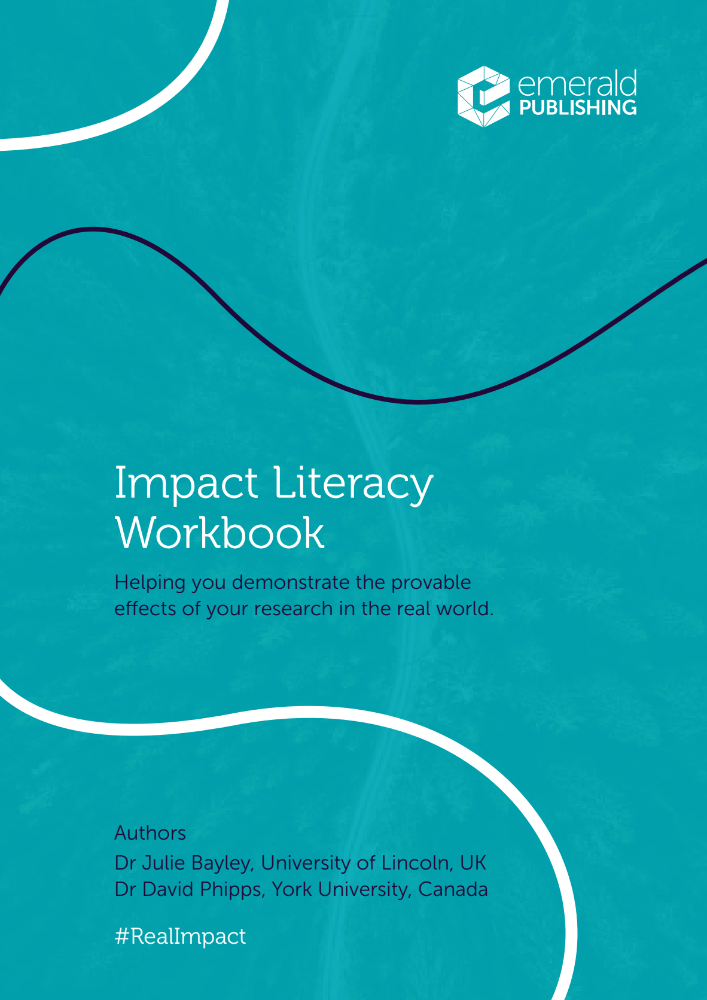 emerald
PUBLISHING
Impact Literacy
Workbook
Helping you demonstrate the provable
effects of your research in the real world.
Authors
Dr Julie Bayley, University of Lincoln, UK
Dr David Phipps, York University, Canada
#RealImpact